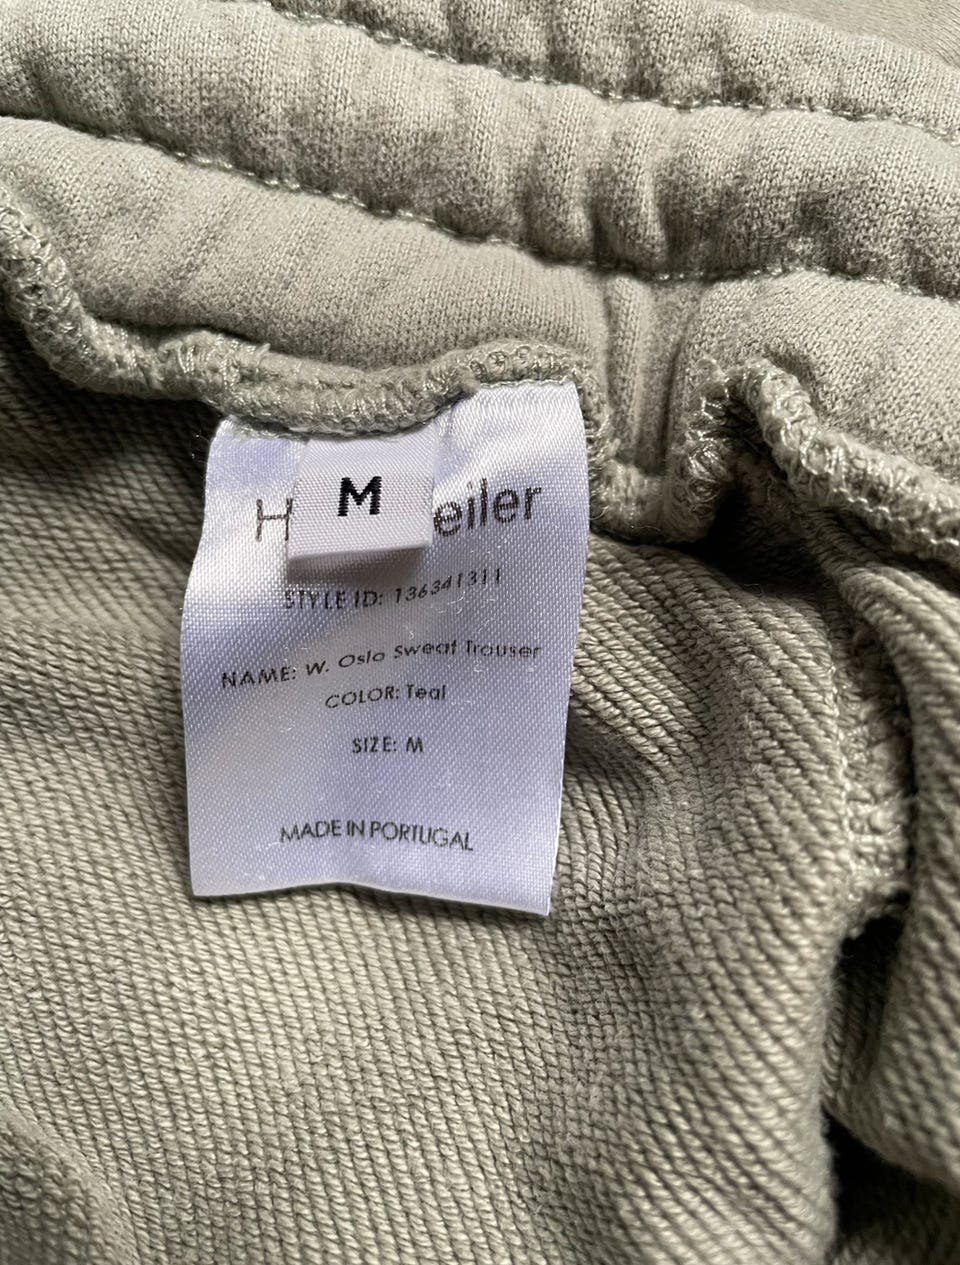 M
H eiler
STYLE ID: 136341311
NAME: W. Oslo Sweat Trouser
COLOR: Teal
SIZE: M
MADE IN PORTUGAL